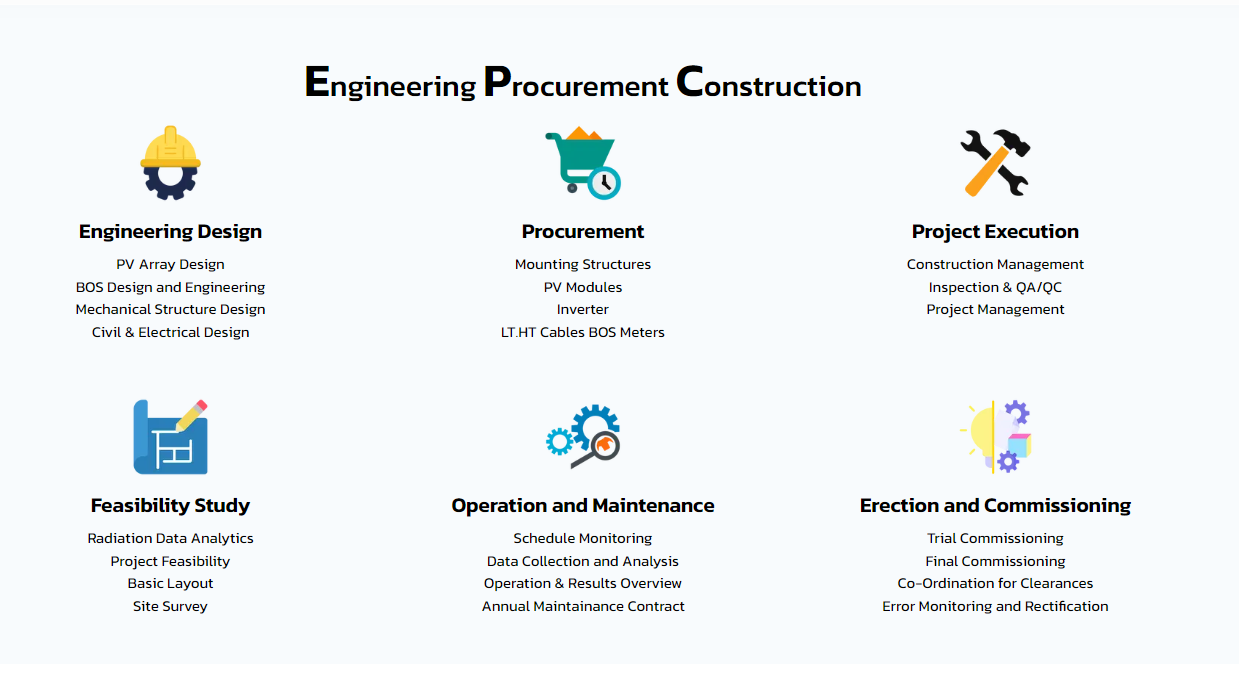 Engineering Procurement Construction
Engineering Design
PV Array Design
BOS Design and Engineering
Mechanical Structure Design
Civil & Electrical Design
Procurement
Mounting Structures
PV Modules
Inverter
LT.HT Cables BOS Meters
Project Execution
Construction Management
Inspection & QA/QC
Project Management
Feasibility Study
Radiation Data Analytics
Project Feasibility
Basic Layout
Site Survey
Operation and Maintenance
Schedule Monitoring
Data Collection and Analysis
Operation & Results Overview
Annual Maintainance Contract
Erection and Commissioning
Trial Commissioning
Final Commissioning
Co-Ordination for Clearances
Error Monitoring and Rectification